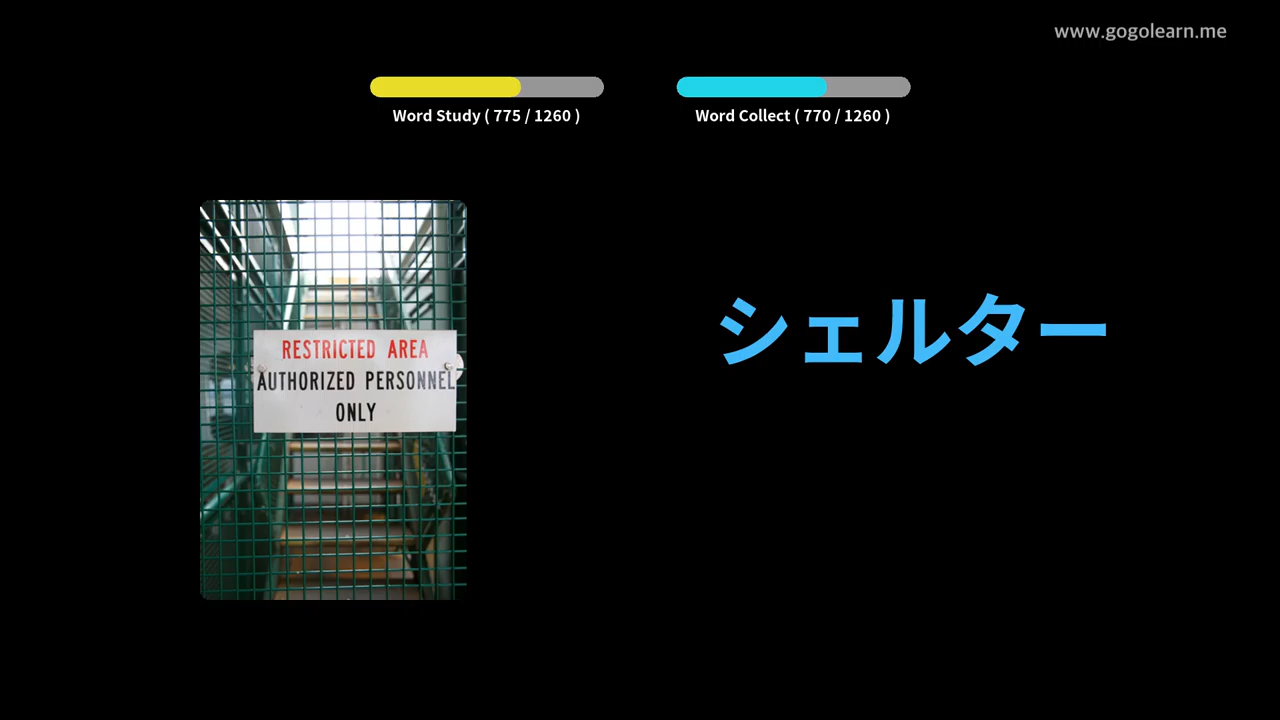 www.gogolearn.me
Word Study ( 775 / 1260 )
Word Collect ( 770 / 1260 )
RESTRICTED AREA
AUTHORIZED PERSONNEL
ONLY
シェルター